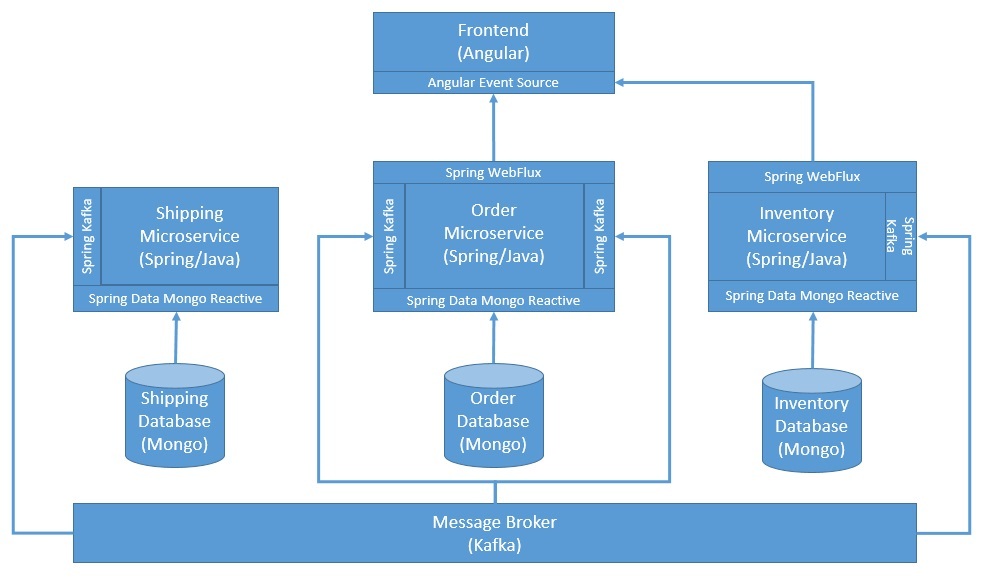 Frontend
(Angular)
Angular Event Source
Spring WebFlux
Spring WebFlux
Spring Kafka
Shipping
Microservice
(Spring/Java)
Spring Data Mongo Reactive
Spring Kafka
Order
Microservice
(Spring/Java)
Spring Kafka
Spring Data Mongo Reactive
Inventory
Microservice
(Spring/Java)
Spring
Kafka
Spring Data Mongo Reactive
Shipping
Database
(Mongo)
Order
Database
(Mongo)
Inventory
Database
(Mongo)
Message Broker
(Kafka)